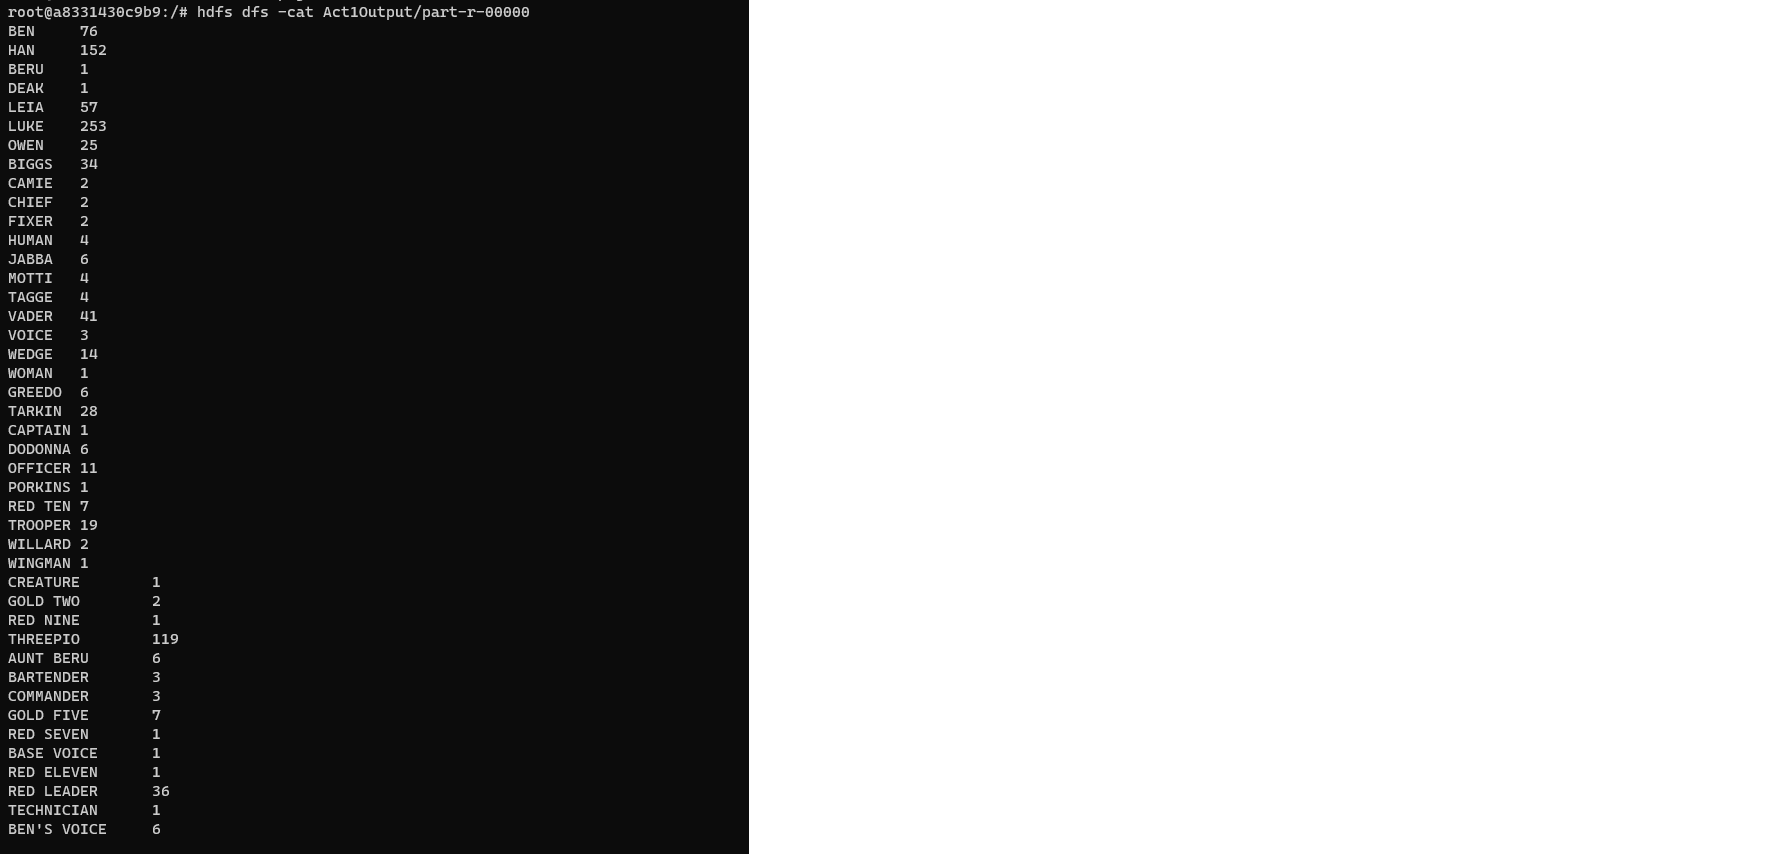 root@a8331430c9b9:/# hdfs dfs -cat Act1Output/part-r-00000
BEN 76
HAN 152
BERU 1
DEAK 1
LEIA 57
LUKE 253
OWEN 25
BIGGS 34
CAMIE 2
CHIEF 2
FIXER 2
HUMAN 4
JABBA 6
MOTTI 4
TAGGE 4
VADER 41
VOICE 3
WEDGE 14
WOMAN 1
GREEDO 6
TARKIN 28
CAPTAIN 1
DODONNA 6
OFFICER 11
PORKINS 1
RED TEN 7
TROOPER 19
WILLARD 2
WINGMAN 1
CREATURE 1
GOLD TWO 2
RED NINE 1
THREEPIO 119
AUNT BERU 6
BARTENDER 3
COMMANDER 3
GOLD FIVE 7
RED SEVEN 1
BASE VOICE 1
RED ELEVEN 1
RED LEADER 36
TECHNICIAN 1
BEN'S VOICE 6